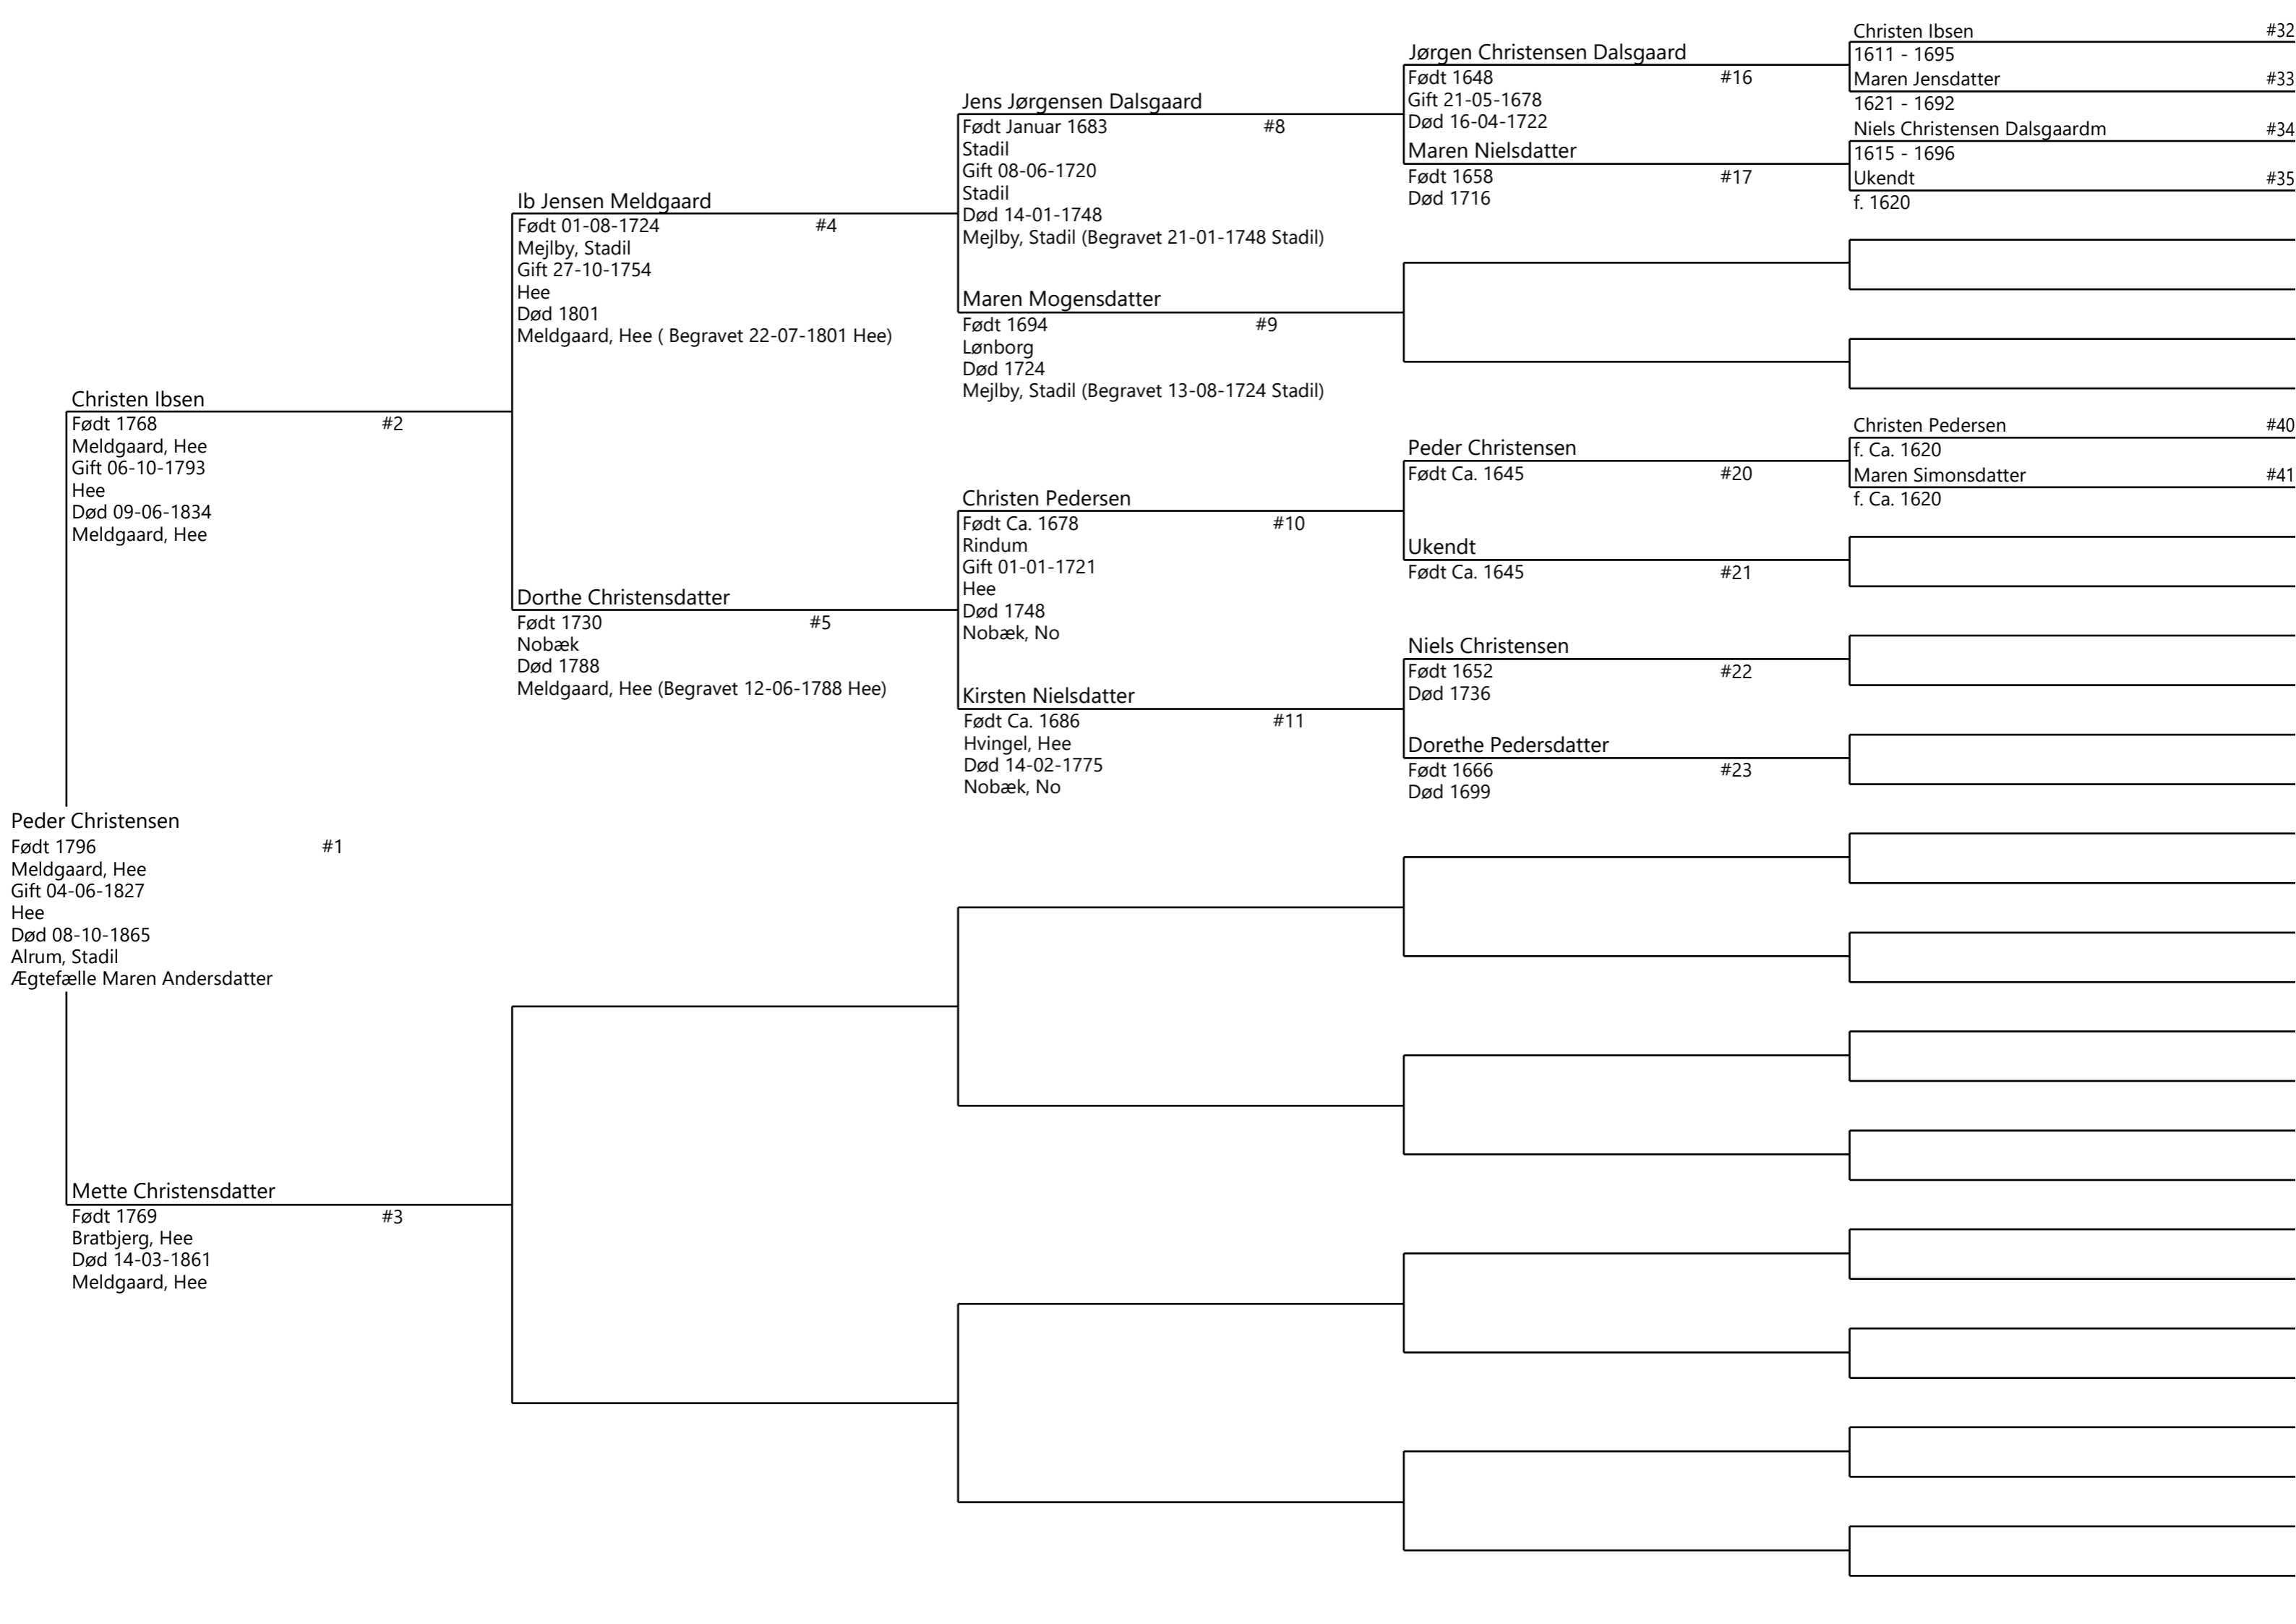 Peder Christensen
Født 1796 #1
Meldgaard, Hee
Gift 04-06-1827
Hee
Død 08-10-1865
Alrum, Stadil
Ægtefælle Maren Andersdatter
Christen Ibsen
Født 1768 #2
Meldgaard, Hee
Gift 06-10-1793
Hee
Død 09-06-1834
Meldgaard, Hee
Mette Christensdatter
Født 1769 #3
Bratbjerg, Hee
Død 14-03-1861
Meldgaard, Hee
Ib Jensen Meldgaard
Født 01-08-1724 #4
Mejlby, Stadil
Gift 27-10-1754
Hee
Død 1801
Meldgaard, Hee ( Begravet 22-07-1801 Hee)
Dorthe Christensdatter
Født 1730 #5
Nobæk
Død 1788
Meldgaard, Hee (Begravet 12-06-1788 Hee)
Jens Jørgensen Dalsgaard
Født Januar 1683 #8
Stadil
Gift 08-06-1720
Stadil
Død 14-01-1748
Mejlby, Stadil (Begravet 21-01-1748 Stadil)
Maren Mogensdatter
Født 1694 #9
Lønborg
Død 1724
Mejlby, Stadil (Begravet 13-08-1724 Stadil)
Christen Pedersen
Født Ca. 1678 #10
Rindum
Gift 01-01-1721
Hee
Død 1748
Nobæk, No
Kirsten Nielsdatter
Født Ca. 1686 #11
Hvingel, Hee
Død 14-02-1775
Nobæk, No
Jørgen Christensen Dalsgaard
Født 1648 #16
Gift 21-05-1678
Død 16-04-1722
Maren Nielsdatter
Født 1658 #17
Død 1716
Peder Christensen
Født Ca. 1645 #20
Ukendt
Født Ca. 1645 #21
Niels Christensen
Født 1652 #22
Død 1736
Dorethe Pedersdatter
Født 1666 #23
Død 1699
Christen Ibsen #32
1611 - 1695
Maren Jensdatter #33
1621 - 1692
Niels Christensen Dalsgaardm #34
1615 - 1696
Ukendt #35
f. 1620
Christen Pedersen #40
f. Ca. 1620
Maren Simonsdatter #41
f. Ca. 1620